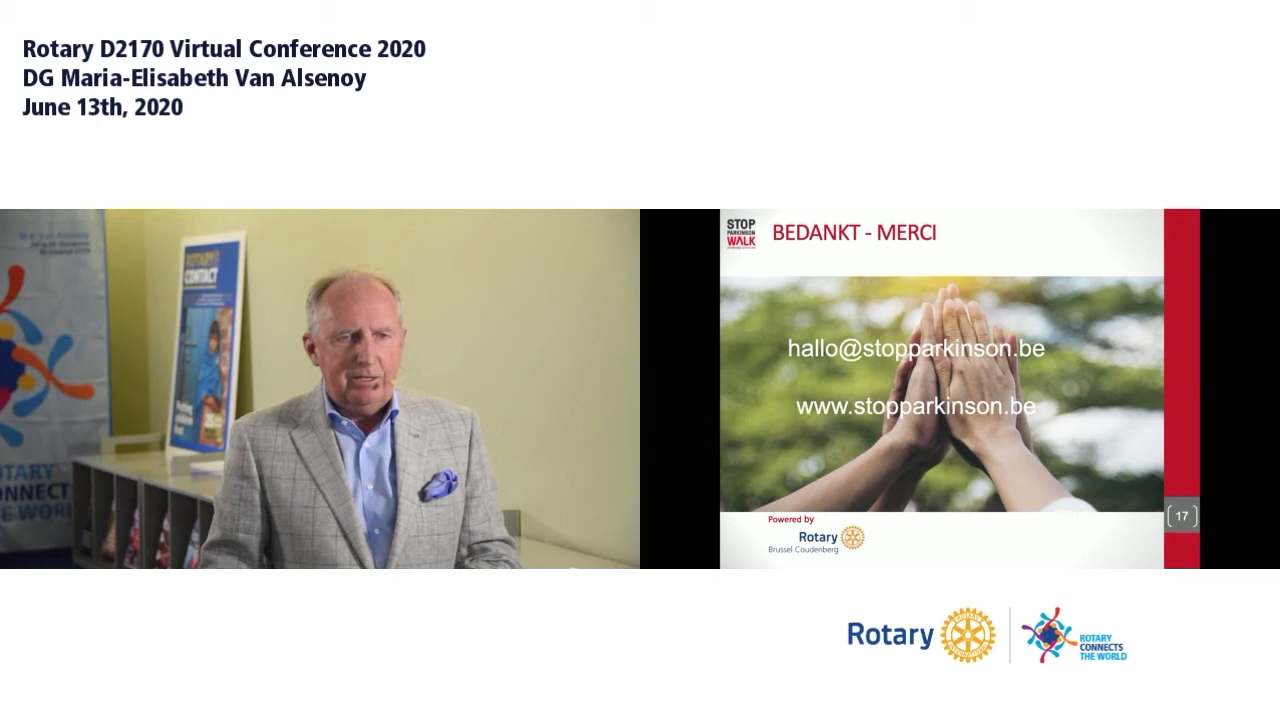 Rotary D2170 Virtual Conference 2020
DG Maria-Elisabeth Van Alsenoy
June 13th, 2020
ROTARY
CONTACT
ROTARY
CONNECTS
THE WORLD
STOP
PARKINSON
WALK
BEDANKT - MERCI
hallo@stopparkinson.be
www.stopparkinson.be
Powered by
Rotary
Brussel Coudenberg
17
Rotary
ROTARY
CONNECTS
THE WORLD